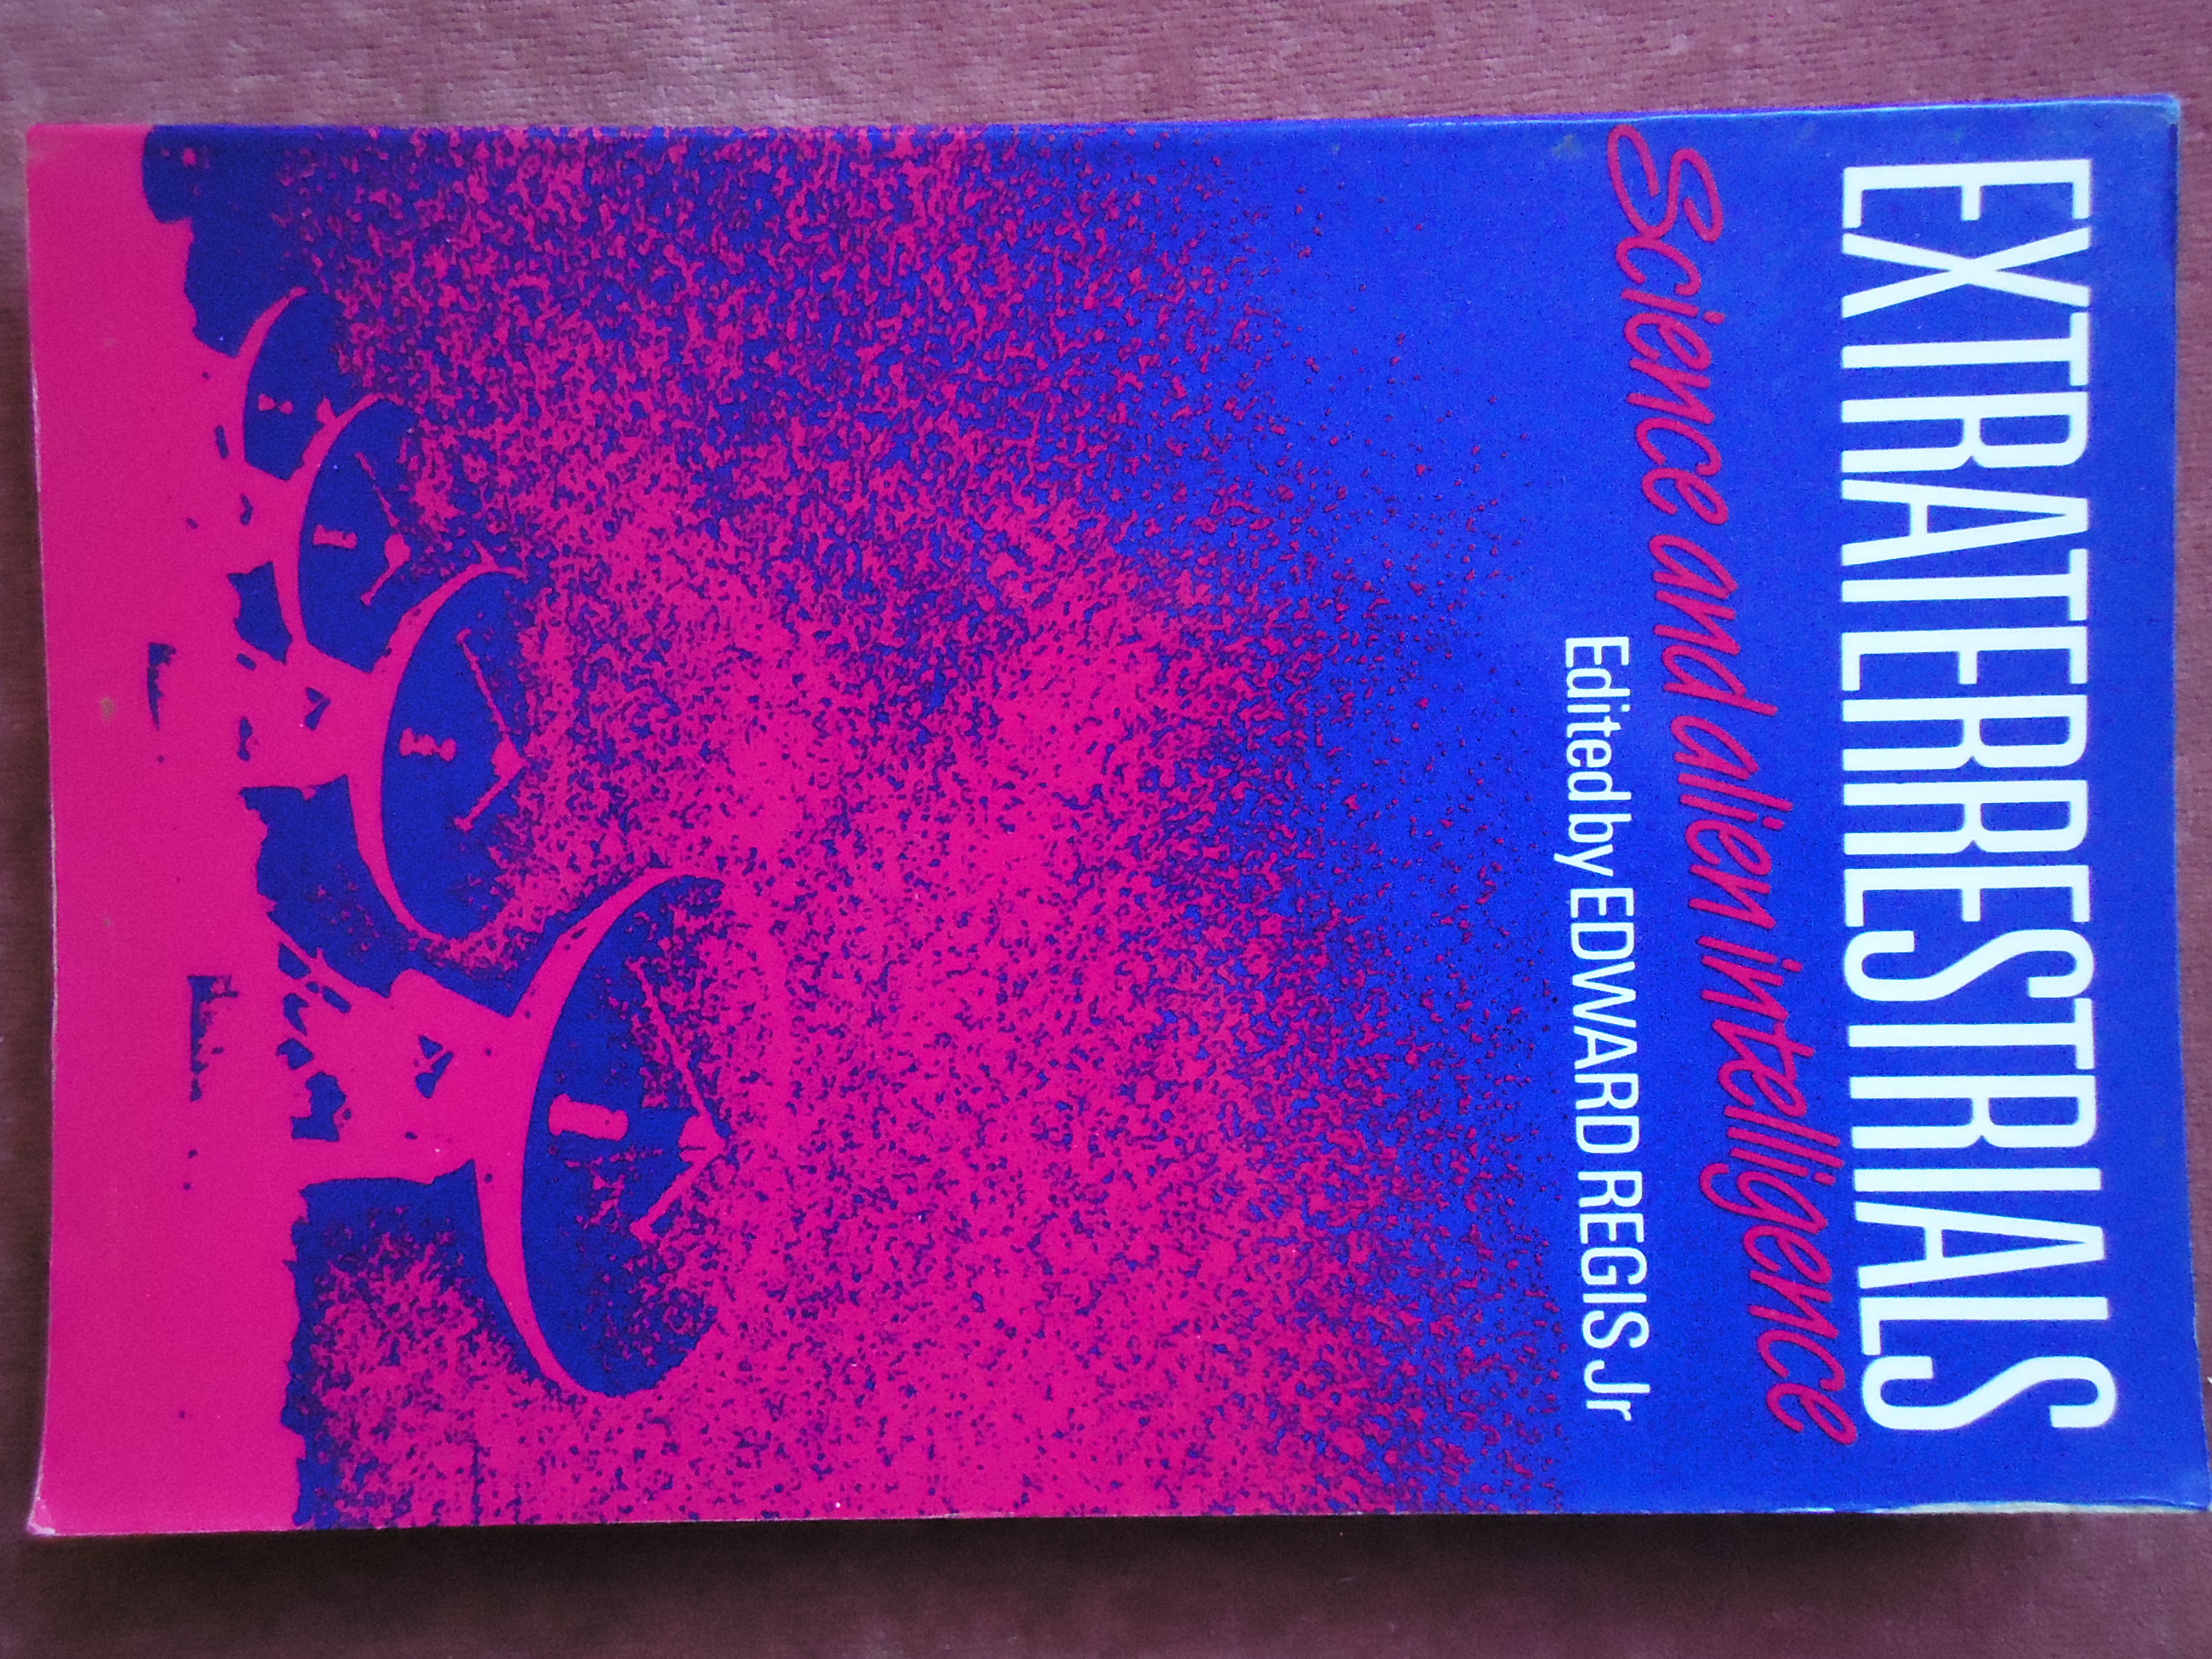 EXTRATERRESTRIALS
Science and alien intelligence
Edited by EDWARD REGIS Jr